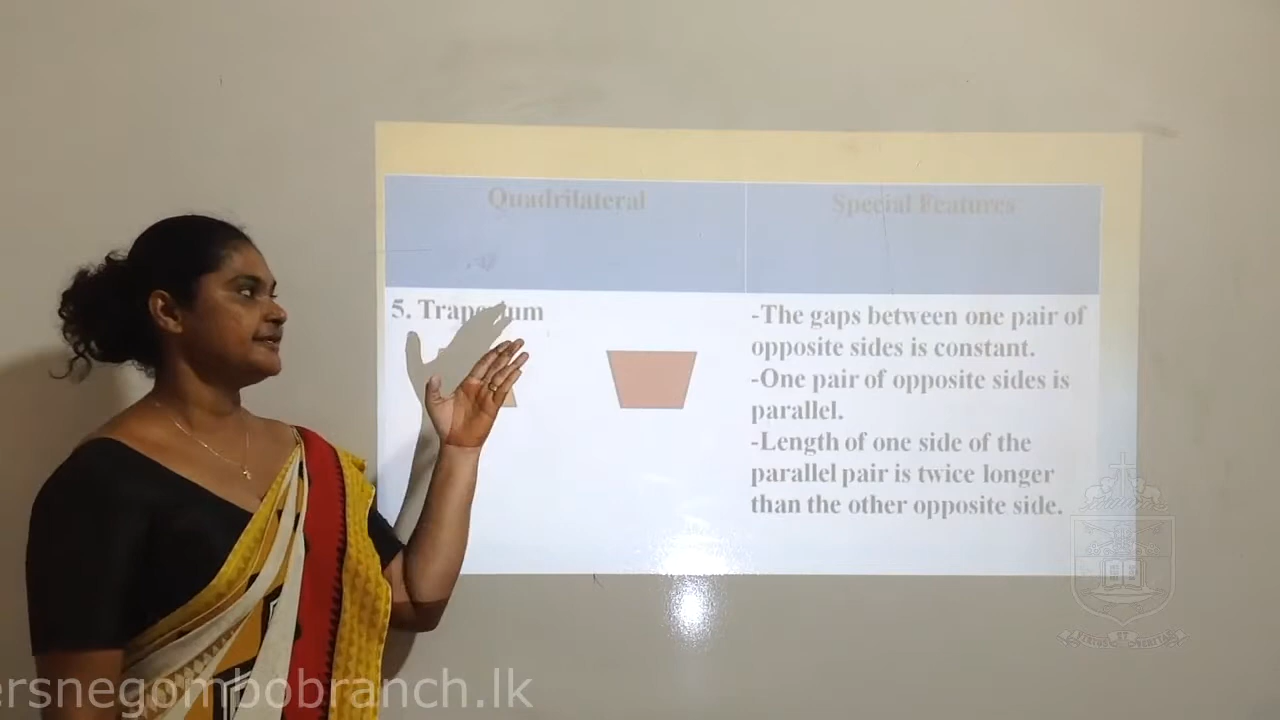 Quadrilateral
Special Features
5. Trapezium
-The gaps between one pair of
opposite sides is constant.
-One pair of opposite sides is
parallel.
-Length of one side of the
parallel pair is twice longer
than the other opposite side.
ersnegombobranch.lk